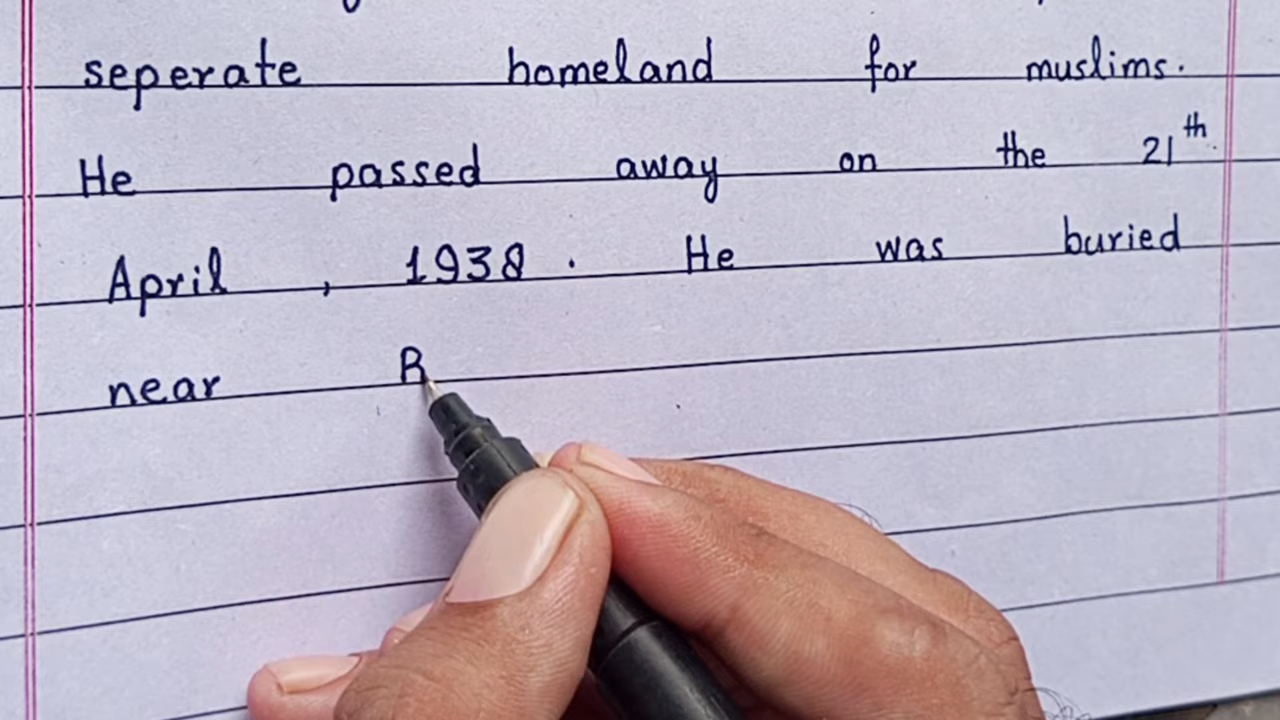 seperate homeland for muslims.
He passed away on the 21th
April, 1938. He was buried
near B